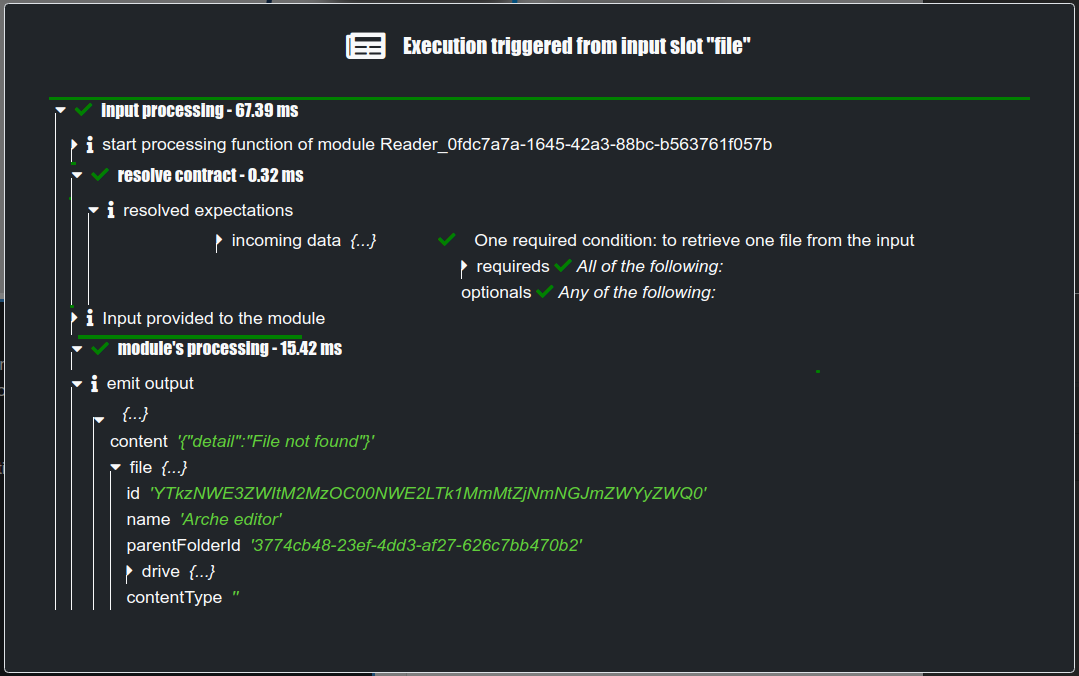 Execution triggered from input slot "file"
Input processing - 67.39 ms
start processing function of module Reader_0fdc7a7a-1645-42a3-88bc-b563761f057b
resolve contract - 0.32 ms
resolved expectations
incoming data {...} One required condition: to retrieve one file from the input
requireds All of the following:
optionals Any of the following:
Input provided to the module
module's processing - 15.42 ms
emit output
{...}
content '{"detail":"File not found"}'
file {...}
id 'YTkzNWE3ZWItM2MzOC00NWE2LTk1MmMtZjNmNGJmZWYyZWQ0'
name 'Arche editor'
parentFolderId '3774cb48-23ef-4dd3-af27-626c7bb470b2'
drive {...}
contentType ''